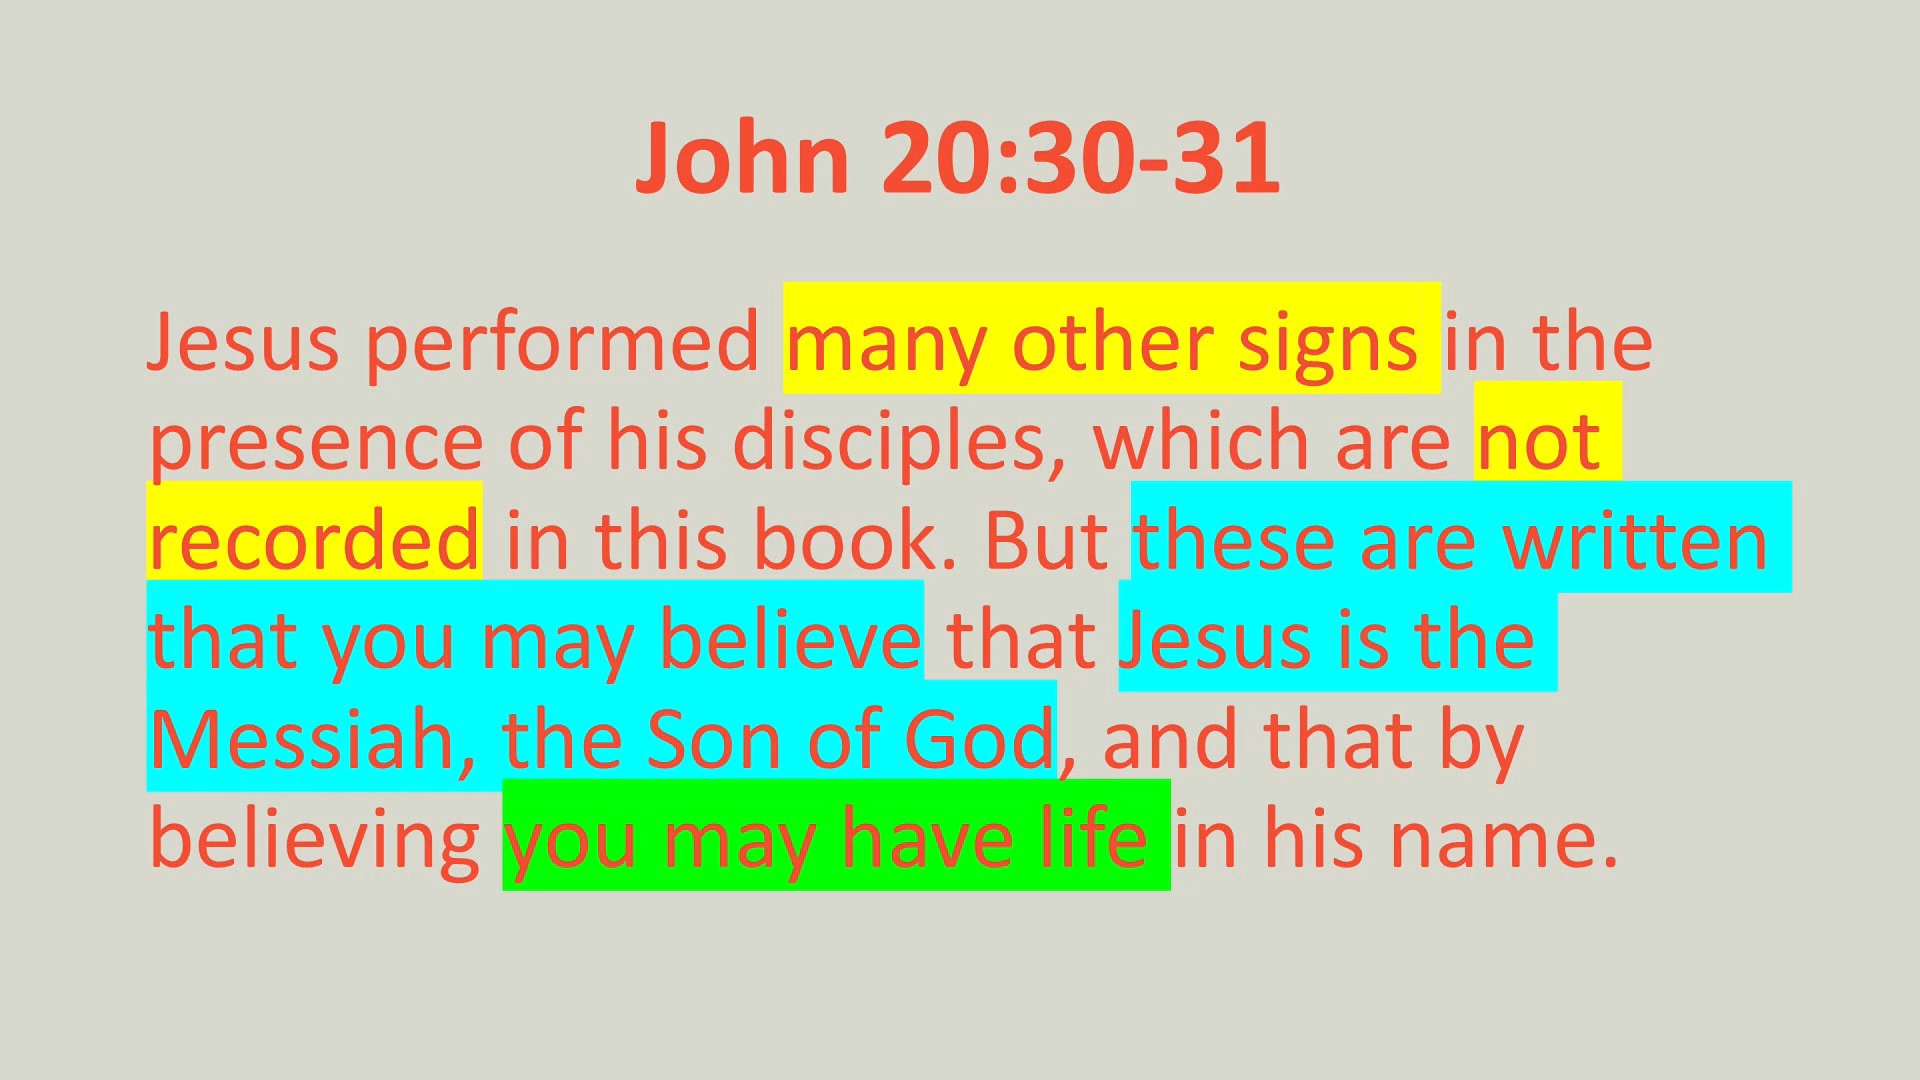 John 20:30-31
Jesus performed many other signs in the
presence of his disciples, which are not
recorded in this book. But these are written
that you may believe that Jesus is the
Messiah, the Son of God, and that by
believing you may have life in his name.